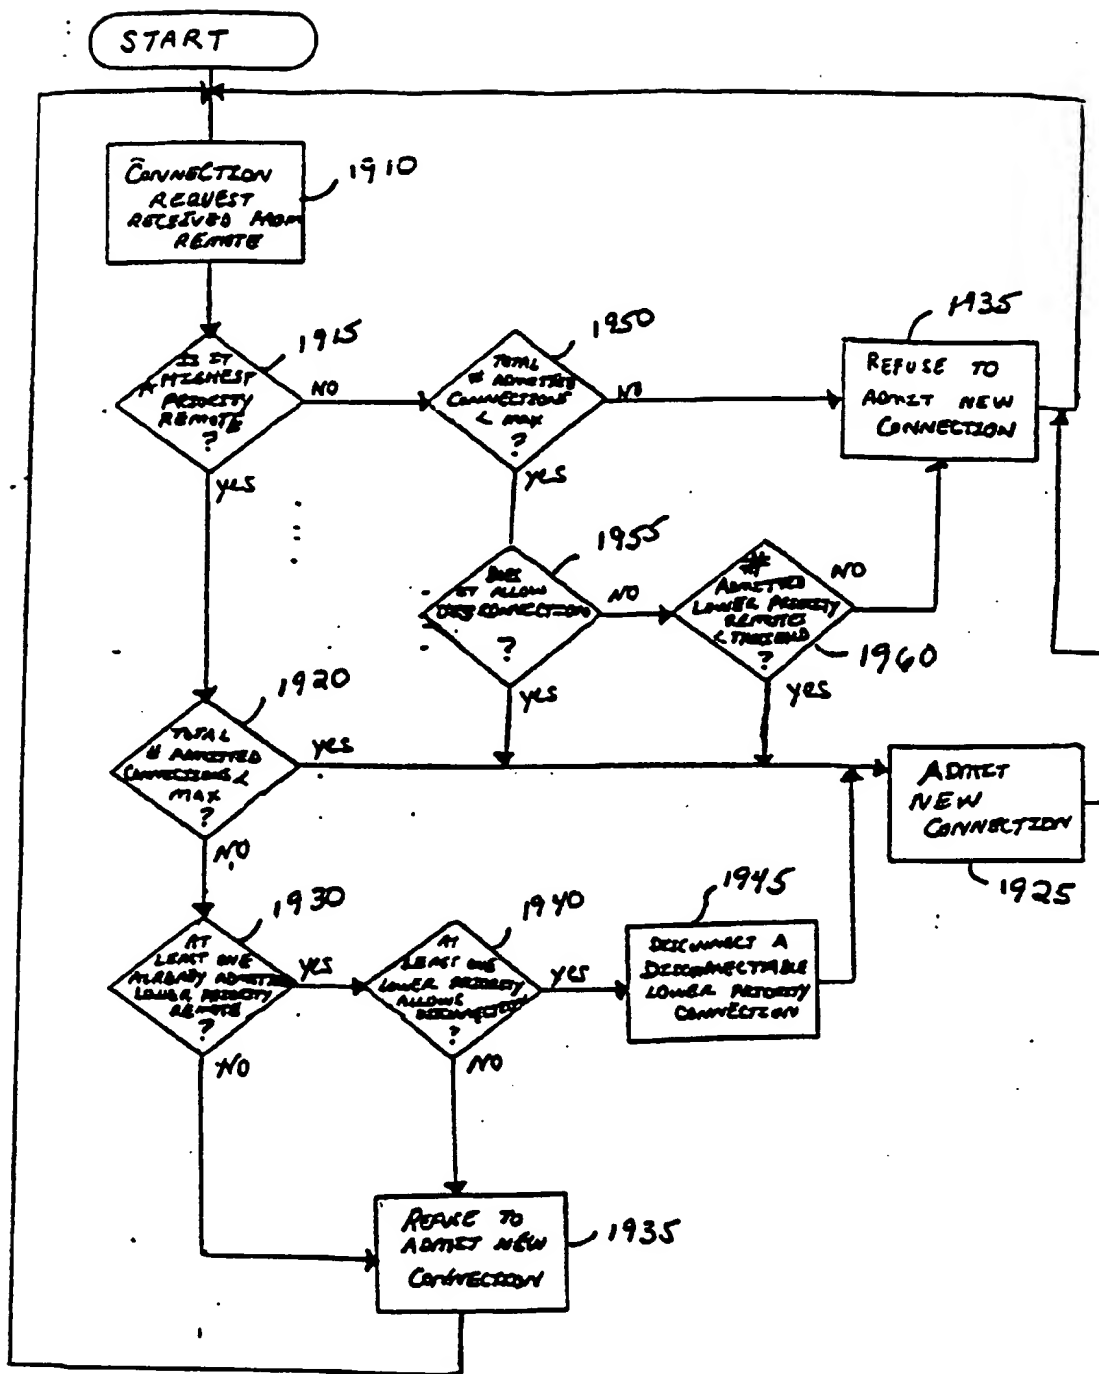 START
CONNECTION
REQUEST
RECEIVED FROM
REMOTE
1910
IS IT
A HIGHEST
PRIORITY
REMOTE
?
1915
NO
yes
TOTAL
# ADMITTED
CONNECTIONS
< MAX
?
1950
NO
yes
REFUSE TO
ADMIT NEW
CONNECTION
1935
DOES
IT ALLOW
DISCONNECTION
?
1955
NO
yes
#
ADMITTED
LOWER PRIORITY
REMOTES
?
1960
NO
yes
TOTAL
# ADMITTED
CONNECTIONS <
MAX
?
1920
yes
NO
ADMIT
NEW
CONNECTION
1925
AT
LEAST ONE
ALREADY ADMITTED
LOWER PRIORITY
REMOTE
?
1930
yes
NO
AT
LEAST ONE
LOWER PRIORITY
ALLOWS
DISCONNECTION
?
1940
yes
NO
DISCONNECT A
DISCONNECTABLE
LOWER PRIORITY
CONNECTION
1945
REFUSE TO
ADMIT NEW
CONNECTION
1935